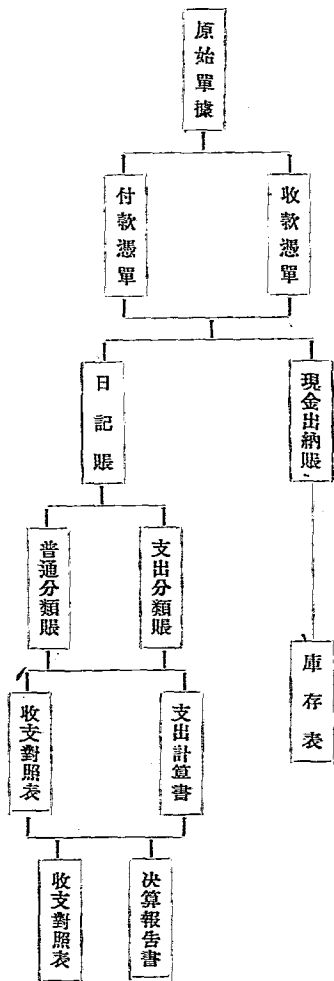 原始單據
收款憑單
付款憑單
現金出納賬
日記賬
支出分類賬
普通分類賬
庫存表
支出計算書
收支對照表
決算報告書
收支對照表